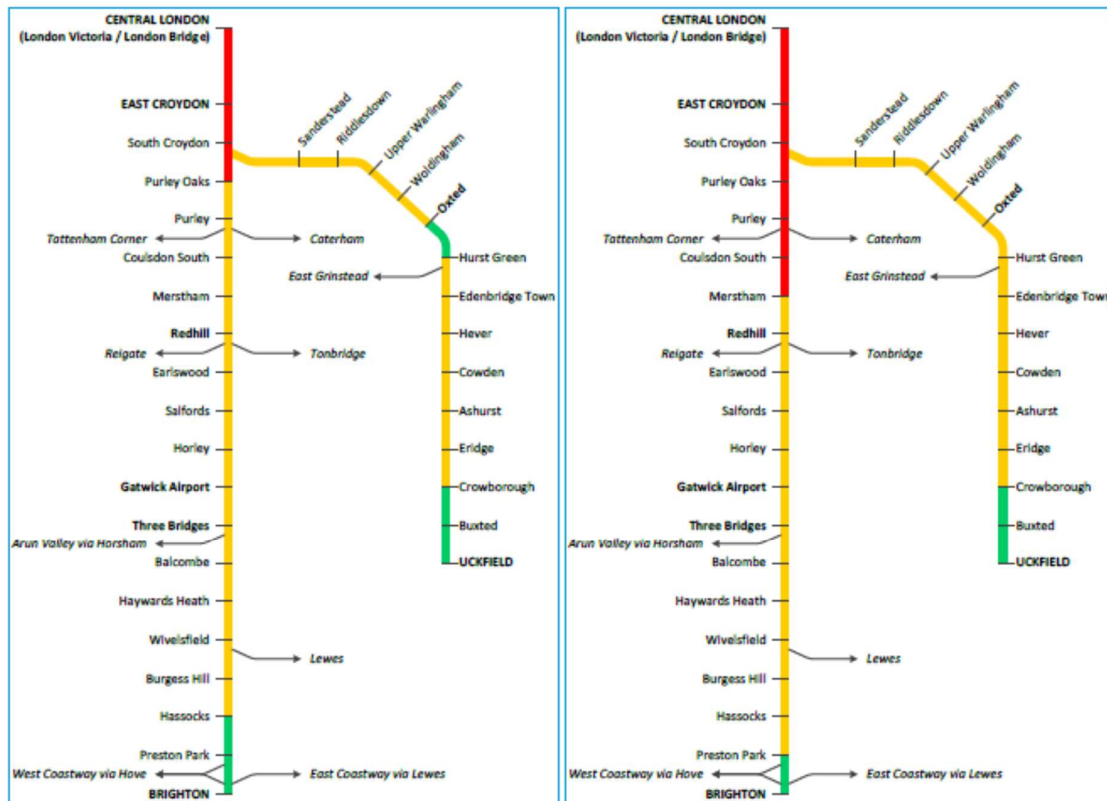 CENTRAL LONDON
(London Victoria / London Bridge)
EAST CROYDON
South Croydon
Sanderstead
Riddlesdown
Upper Warlingham
Woldingham
Oxted
Purley Oaks
Purley
Tattenham Corner
Caterham
Coulsdon South
Hurst Green
East Grinstead
Merstham
Edenbridge Town
Redhill
Hever
Reigate
Tonbridge
Earlswood
Cowden
Salfords
Ashurst
Horley
Eridge
Gatwick Airport
Crowborough
Three Bridges
Buxted
Arun Valley via Horsham
Balcombe
UCKFIELD
Haywards Heath
Wivelsfield
Lewes
Burgess Hill
Hassocks
Preston Park
West Coastway via Hove
East Coastway via Lewes
BRIGHTON
CENTRAL LONDON
(London Victoria / London Bridge)
EAST CROYDON
South Croydon
Sanderstead
Riddlesdown
Upper Warlingham
Woldingham
Oxted
Purley Oaks
Purley
Tattenham Corner
Caterham
Coulsdon South
Hurst Green
East Grinstead
Merstham
Edenbridge Town
Redhill
Hever
Reigate
Tonbridge
Earlswood
Cowden
Salfords
Ashurst
Horley
Eridge
Gatwick Airport
Crowborough
Three Bridges
Buxted
Arun Valley via Horsham
Balcombe
UCKFIELD
Haywards Heath
Wivelsfield
Lewes
Burgess Hill
Hassocks
Preston Park
West Coastway via Hove
East Coastway via Lewes
BRIGHTON